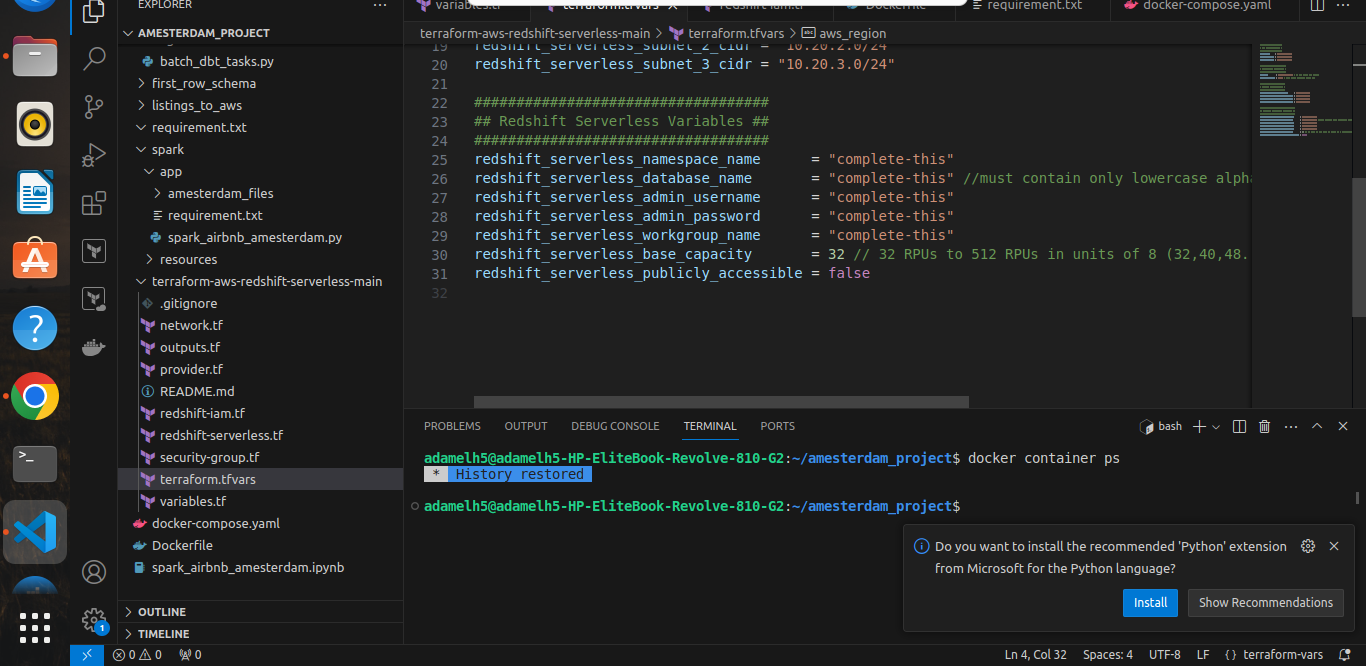 EXPLORER
AMESTERDAM_PROJECT
batch_dbt_tasks.py
first_row_schema
listings_to_aws
requirement.txt
spark
app
amesterdam_files
requirement.txt
spark_airbnb_amesterdam.py
resources
terraform-aws-redshift-serverless-main
.gitignore
network.tf
outputs.tf
provider.tf
README.md
redshift-iam.tf
redshift-serverless.tf
security-group.tf
terraform.tfvars
variables.tf
docker-compose.yaml
Dockerfile
spark_airbnb_amesterdam.ipynb
OUTLINE
TIMELINE
variables.tf
terraform.tfvars
redshift-iam.tf
Dockerfile
requirement.txt
docker-compose.yaml
terraform-aws-redshift-serverless-main > terraform.tfvars > aws_region
19 redshift_serverless_subnet_2_cidr = "10.20.2.0/24"
20 redshift_serverless_subnet_3_cidr = "10.20.3.0/24"
21
22 ###################################
23 ## Redshift Serverless Variables ##
24 ###################################
25 redshift_serverless_namespace_name = "complete-this"
26 redshift_serverless_database_name = "complete-this" //must contain only lowercase alpha
27 redshift_serverless_admin_username = "complete-this"
28 redshift_serverless_admin_password = "complete-this"
29 redshift_serverless_workgroup_name = "complete-this"
30 redshift_serverless_base_capacity = 32 // 32 RPUs to 512 RPUs in units of 8 (32,40,48.
31 redshift_serverless_publicly_accessible = false
32
PROBLEMS OUTPUT DEBUG CONSOLE TERMINAL PORTS
bash
adamelh5@adamelh5-HP-EliteBook-Revolve-810-G2:~/amesterdam_project$ docker container ps
* History restored
adamelh5@adamelh5-HP-EliteBook-Revolve-810-G2:~/amesterdam_project$
Do you want to install the recommended 'Python' extension
from Microsoft for the Python language?
Install
Show Recommendations
1
0 0 0
Ln 4, Col 32 Spaces: 4 UTF-8 LF {} terraform-vars